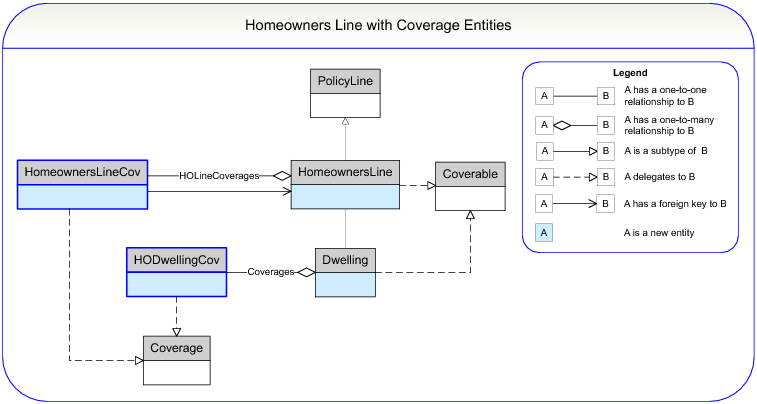 Homeowners Line with Coverage Entities
PolicyLine
HomeownersLineCov
HOLineCoverages
HomeownersLine
Coverable
HODwellingCov
Coverages
Dwelling
Coverage
Legend
A B A has a one-to-one
relationship to B
A B A has a one-to-many
relationship to B
A B A is a subtype of B
A B A delegates to B
A B A has a foreign key to B
A A is a new entity